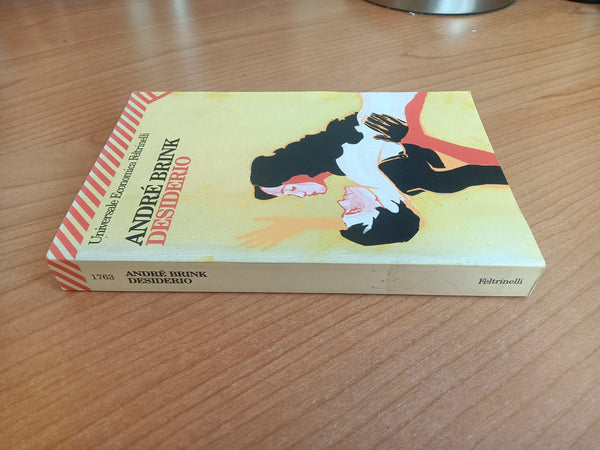 Universale Economica Feltrinelli
ANDRÉ BRINK
DESIDERIO
1763
ANDRÉ BRINK
DESIDERIO
Feltrinelli